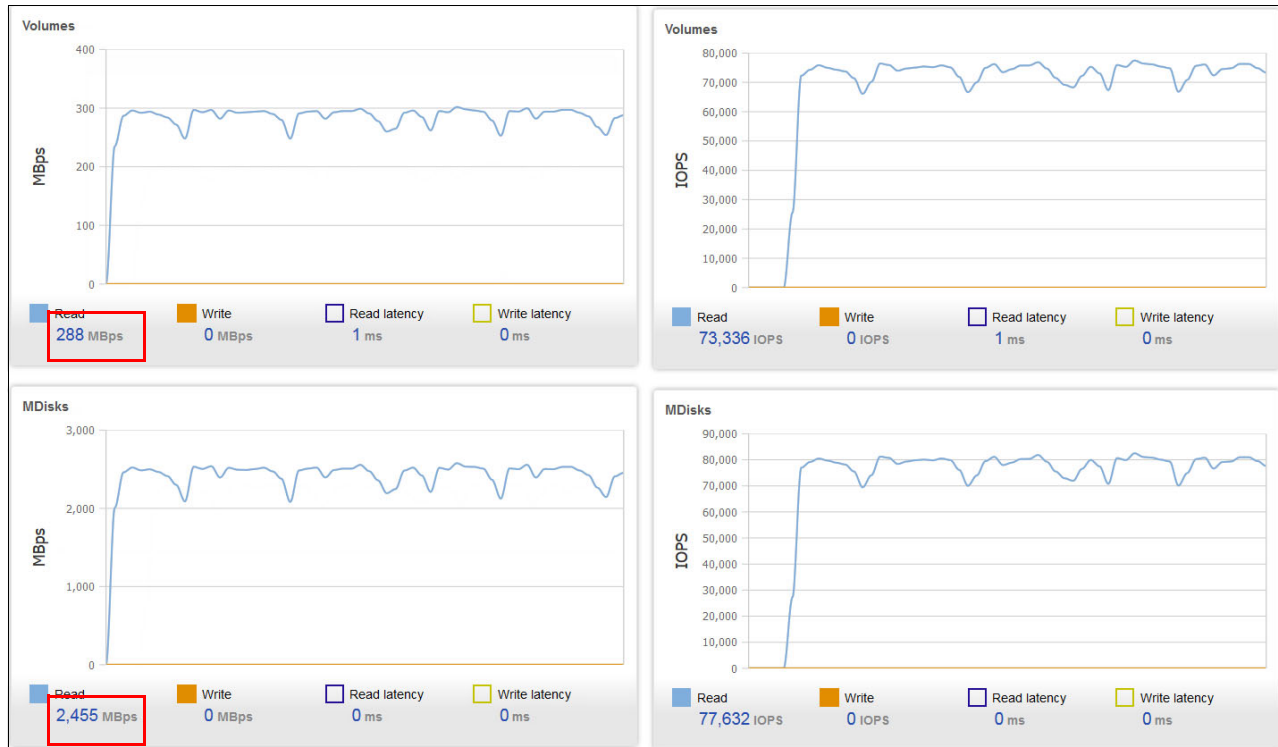 Volumes
400
300
200
100
0
MBps
Read
288 MBps
Write
0 MBps
Read latency
1 ms
Write latency
0 ms
Volumes
80,000
70,000
60,000
50,000
40,000
30,000
20,000
10,000
0
IOPS
Read
73,336 IOPS
Write
0 IOPS
Read latency
1 ms
Write latency
0 ms
MDisks
3,000
2,000
1,000
0
MBps
Read
2,455 MBps
Write
0 MBps
Read latency
0 ms
Write latency
0 ms
MDisks
90,000
80,000
70,000
60,000
50,000
40,000
30,000
20,000
10,000
0
IOPS
Read
77,632 IOPS
Write
0 IOPS
Read latency
0 ms
Write latency
0 ms